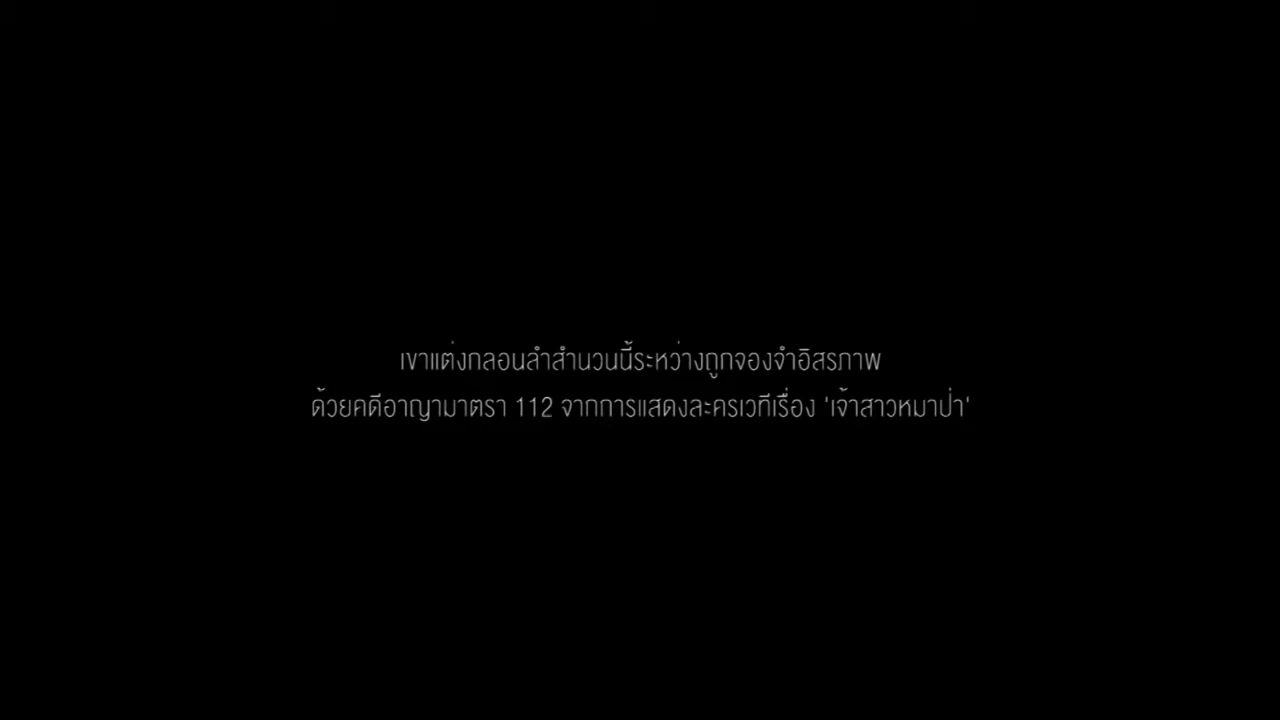 เขาแต่งกลอนลำสำนวนนี้ระหว่างถูกจองจำอิสรภาพ
ด้วยคดีอาญามาตรา 112 จากการแสดงละครเวทีเรื่อง 'เจ้าสาวหมาป่า'